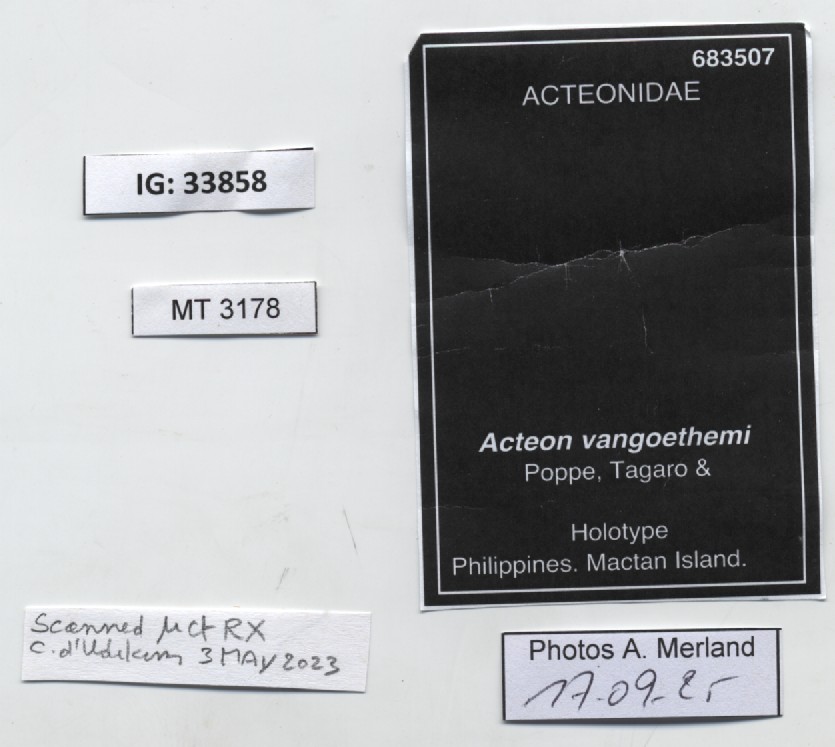 683507
ACTEONIDAE
IG: 33858
MT 3178
Acteon vangoethemi
Poppe, Tagaro &
Holotype
Philippines. Mactan Island.
Scanned µct RX
C. d'Udekem 3 MAY 2023
Photos A. Merland
17-09-25